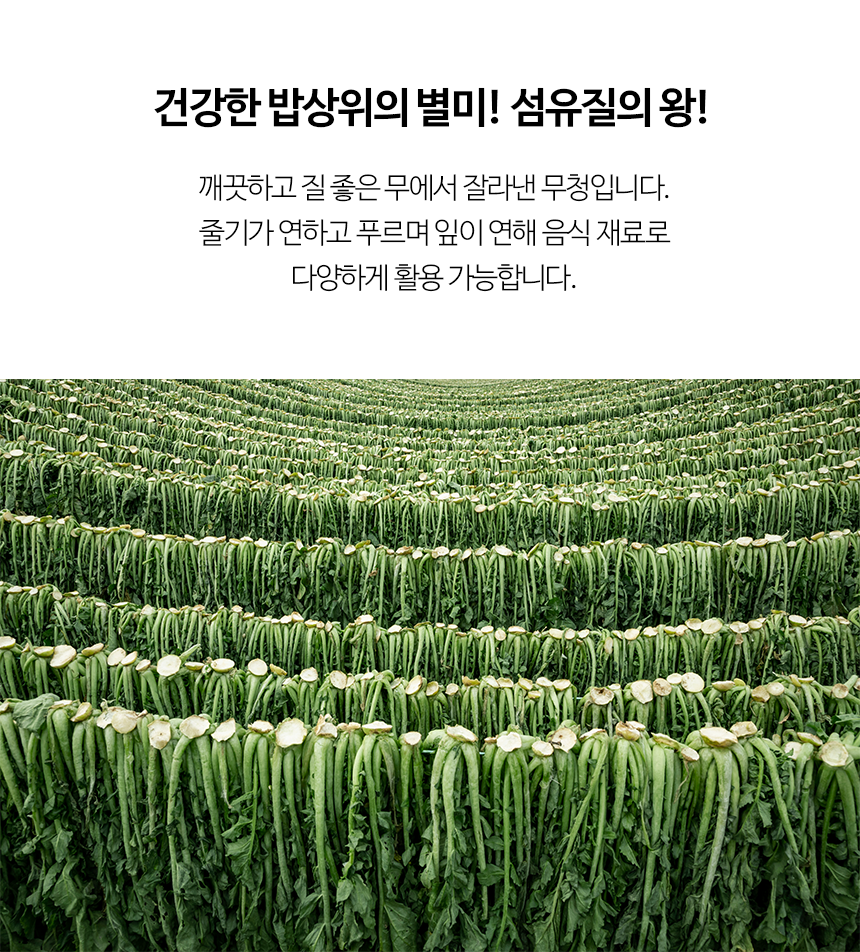 건강한 밥상위의 별미! 섬유질의 왕!
깨끗하고 질 좋은 무에서 잘라낸 무청입니다.
줄기가 연하고 푸르며 잎이 연해 음식 재료로
다양하게 활용 가능합니다.